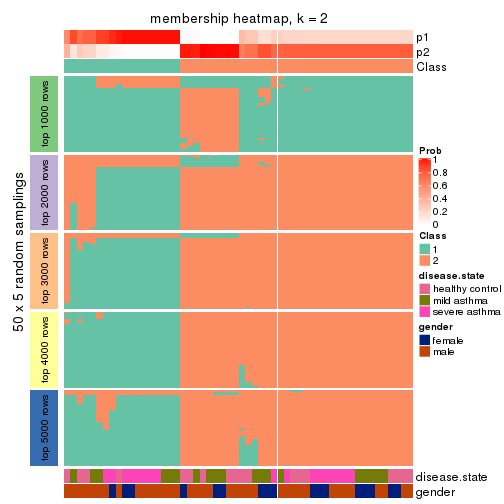 membership heatmap, k = 2
p1
p2
Class
50 x 5 random samplings
top 1000 rows
top 2000 rows
top 3000 rows
top 4000 rows
top 5000 rows
Prob
1
0.8
0.6
0.4
0.2
0
Class
1
2
disease.state
healthy control
mild asthma
severe asthma
gender
female
male
disease.state
gender